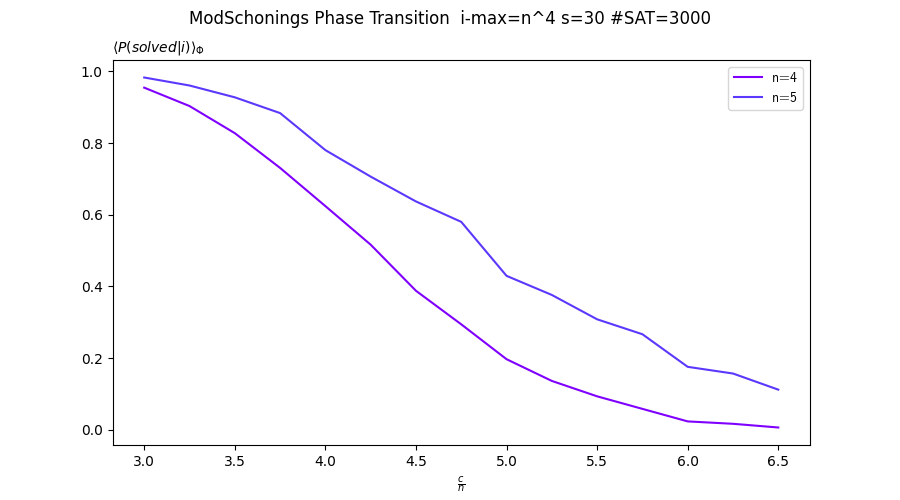 ModSchonings Phase Transition  i-max=n^4 s=30 #SAT=3000
⟨P(solved|i)⟩Φ
n=4
n=5
1.0
0.8
0.6
0.4
0.2
0.0
3.0 3.5 4.0 4.5 5.0 5.5 6.0 6.5
c/n